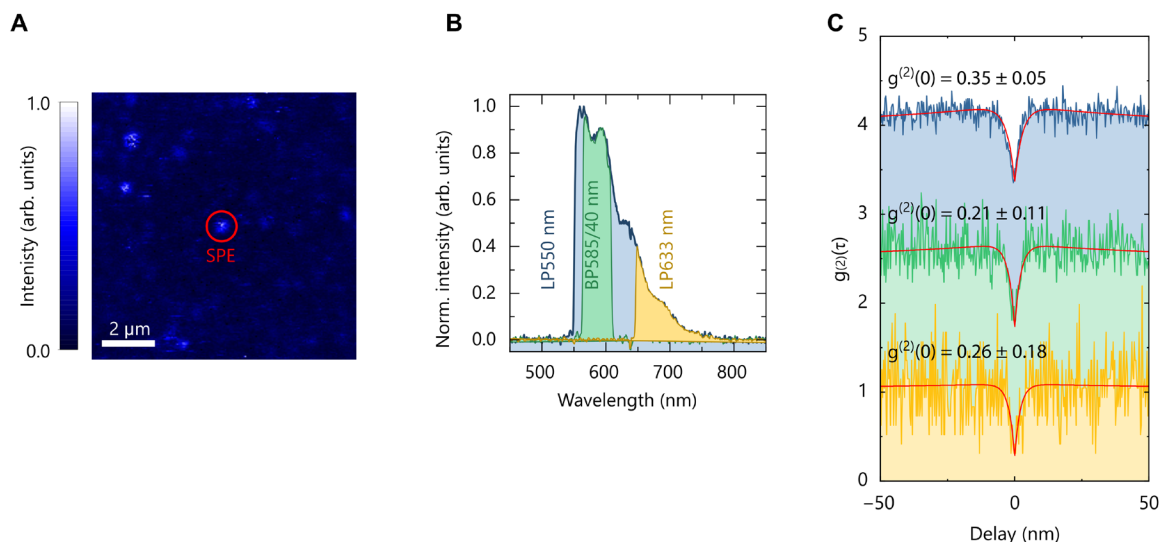 A
Intenisty (arb. units)
1.0
0.0
SPE
2 μm
B
Norm. intensity (arb. units)
1.0
0.8
0.6
0.4
0.2
0.0
LP550 nm
BP585/40 nm
LP633 nm
500 600 700 800
Wavelength (nm)
C
g(2)(τ)
5
4
3
2
1
0
g(2)(0) = 0.35 ± 0.05
g(2)(0) = 0.21 ± 0.11
g(2)(0) = 0.26 ± 0.18
−50 0 50
Delay (nm)